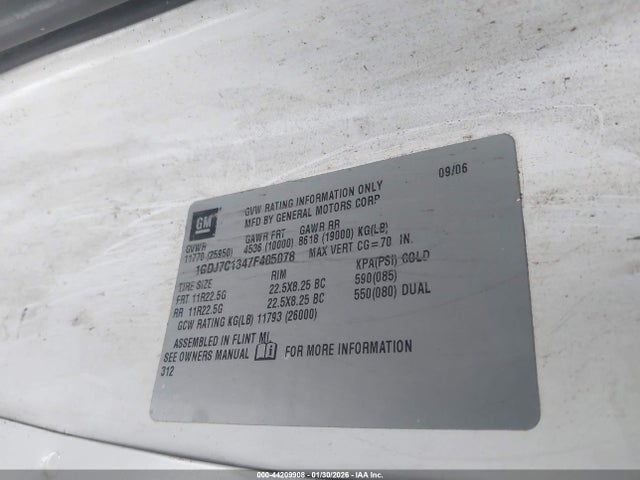 09/06
GM
GVW RATING INFORMATION ONLY
MFD BY GENERAL MOTORS CORP
GVWR GAWR FRT GAWR RR
11770 (25950) 4536 (10000) 8618 (19000) KG(LB)
1GDJ7C1347F405078 MAX VERT CG = 70 IN.
TIRE SIZE RIM KPA(PSI) COLD
FRT 11R22.5G 22.5X8.25 BC 590(085)
RR 11R22.5G 22.5X8.25 BC 550(080) DUAL
GCW RATING KG(LB) 11793 (26000)
ASSEMBLED IN FLINT MI.
SEE OWNERS MANUAL i FOR MORE INFORMATION
312
000-44209908 - 01/30/2026 - IAA Inc.